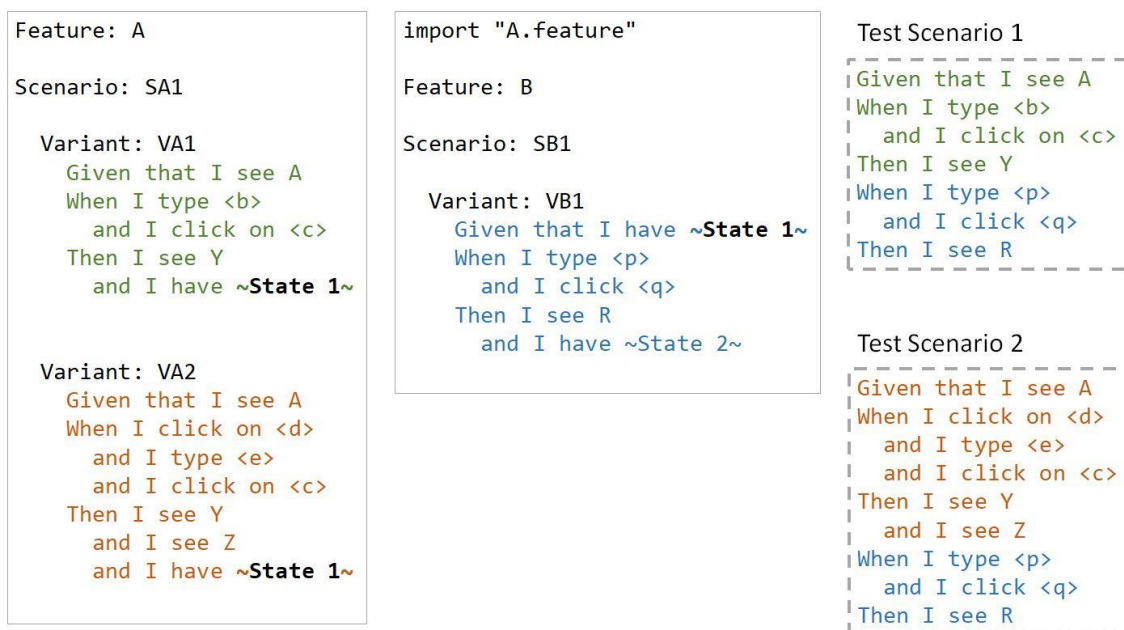 Feature: A
Scenario: SA1
Variant: VA1
Given that I see A
When I type <b>
and I click on <c>
Then I see Y
and I have ~State 1~
Variant: VA2
Given that I see A
When I click on <d>
and I type <e>
and I click on <c>
Then I see Y
and I see Z
and I have ~State 1~
import "A.feature"
Feature: B
Scenario: SB1
Variant: VB1
Given that I have ~State 1~
When I type <p>
and I click <q>
Then I see R
and I have ~State 2~
Test Scenario 1
Given that I see A
When I type <b>
and I click on <c>
Then I see Y
When I type <p>
and I click <q>
Then I see R
Test Scenario 2
Given that I see A
When I click on <d>
and I type <e>
and I click on <c>
Then I see Y
and I see Z
When I type <p>
and I click <q>
Then I see R